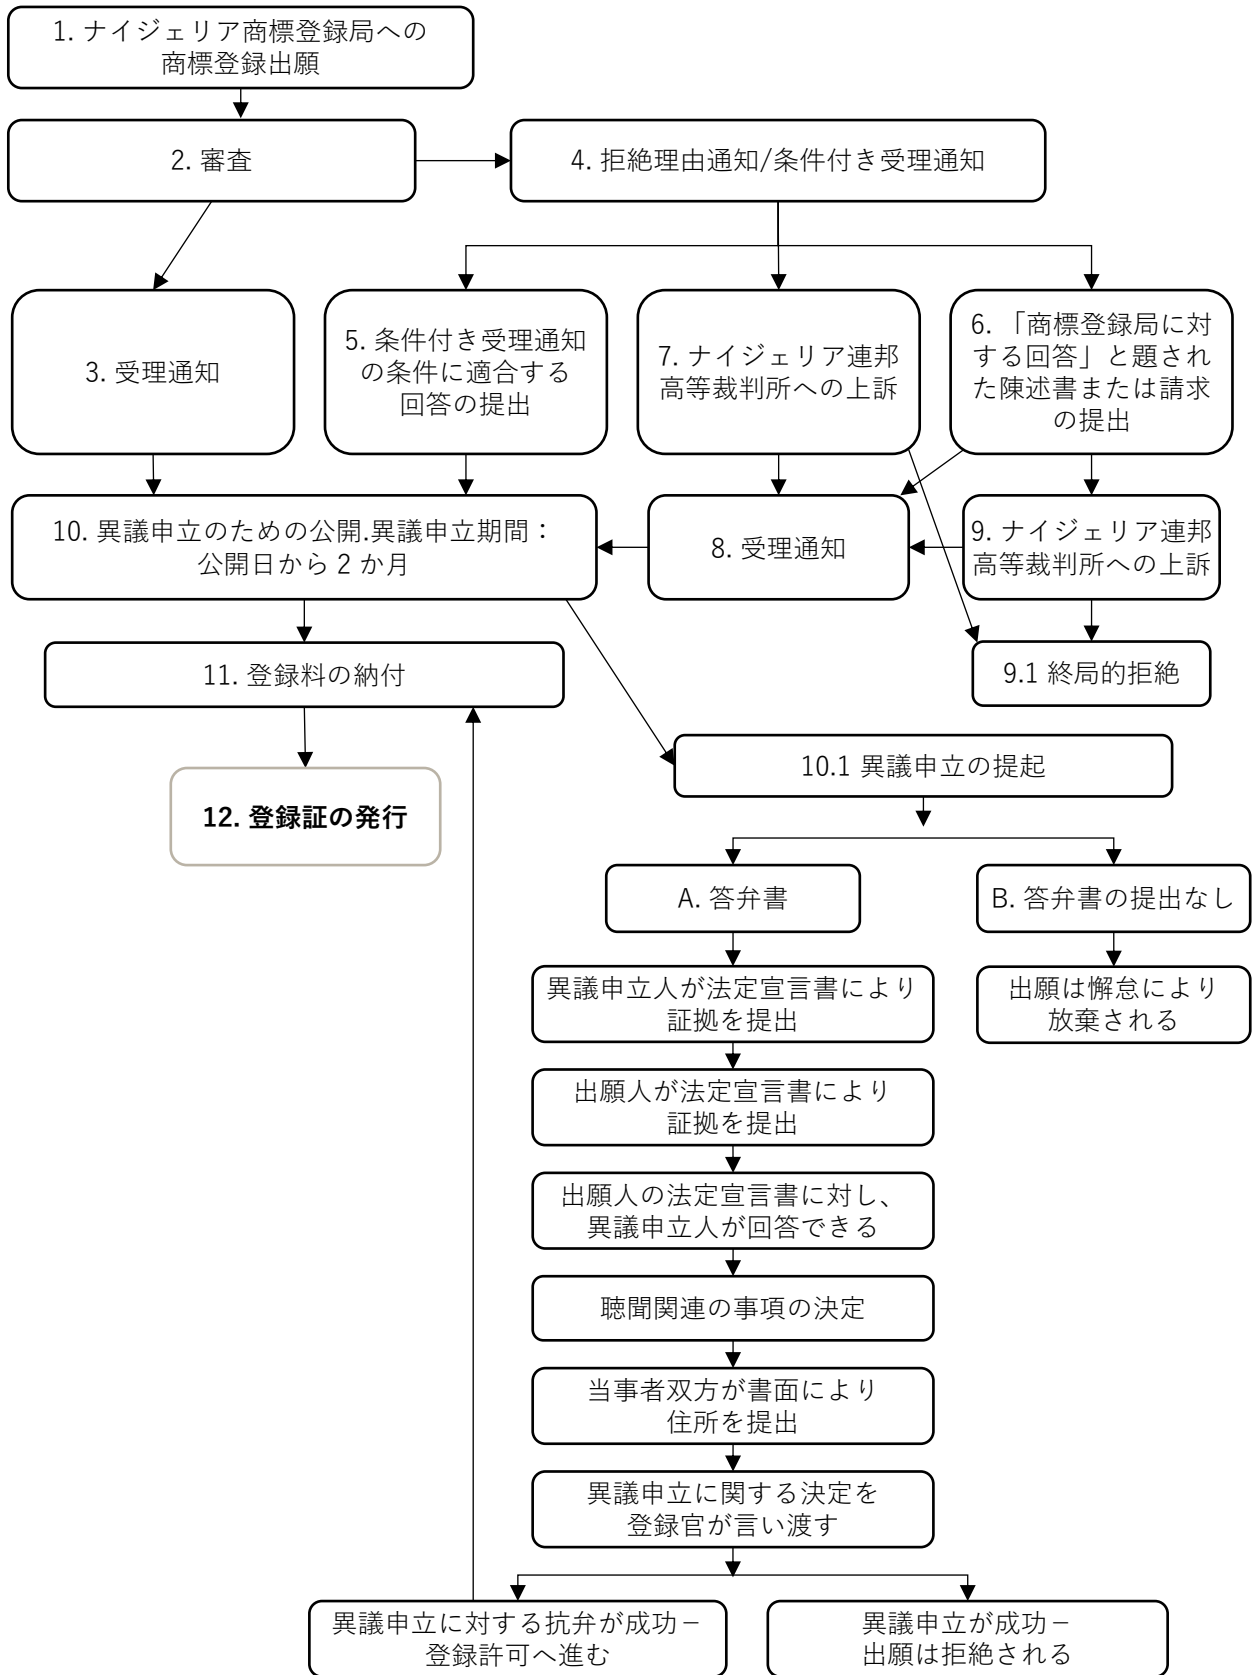 1. ナイジェリア商標登録局への
商標登録出願
2. 審査
4. 拒絶理由通知/条件付き受理通知
3. 受理通知
5. 条件付き受理通知
の条件に適合する
回答の提出
7. ナイジェリア連邦
高等裁判所への上訴
6. 「商標登録局に対
する回答」と題され
た陳述書または請求
の提出
10. 異議申立のための公開.異議申立期間：
公開日から２か月
8. 受理通知
9. ナイジェリア連邦
高等裁判所への上訴
11. 登録料の納付
9.1 終局的拒絶
10.1 異議申立の提起
12. 登録証の発行
A. 答弁書
B. 答弁書の提出なし
異議申立人が法定宣言書により
証拠を提出
出願は懈怠により
放棄される
出願人が法定宣言書により
証拠を提出
出願人の法定宣言書に対し、
異議申立人が回答できる
聴聞関連の事項の決定
当事者双方が書面により
住所を提出
異議申立に関する決定を
登録官が言い渡す
異議申立に対する抗弁が成功－
登録許可へ進む
異議申立が成功－
出願は拒絶される